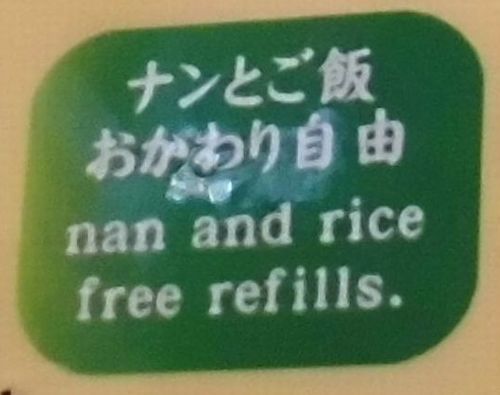 ナンとご飯
おかわり自由
nan and rice
free refills.